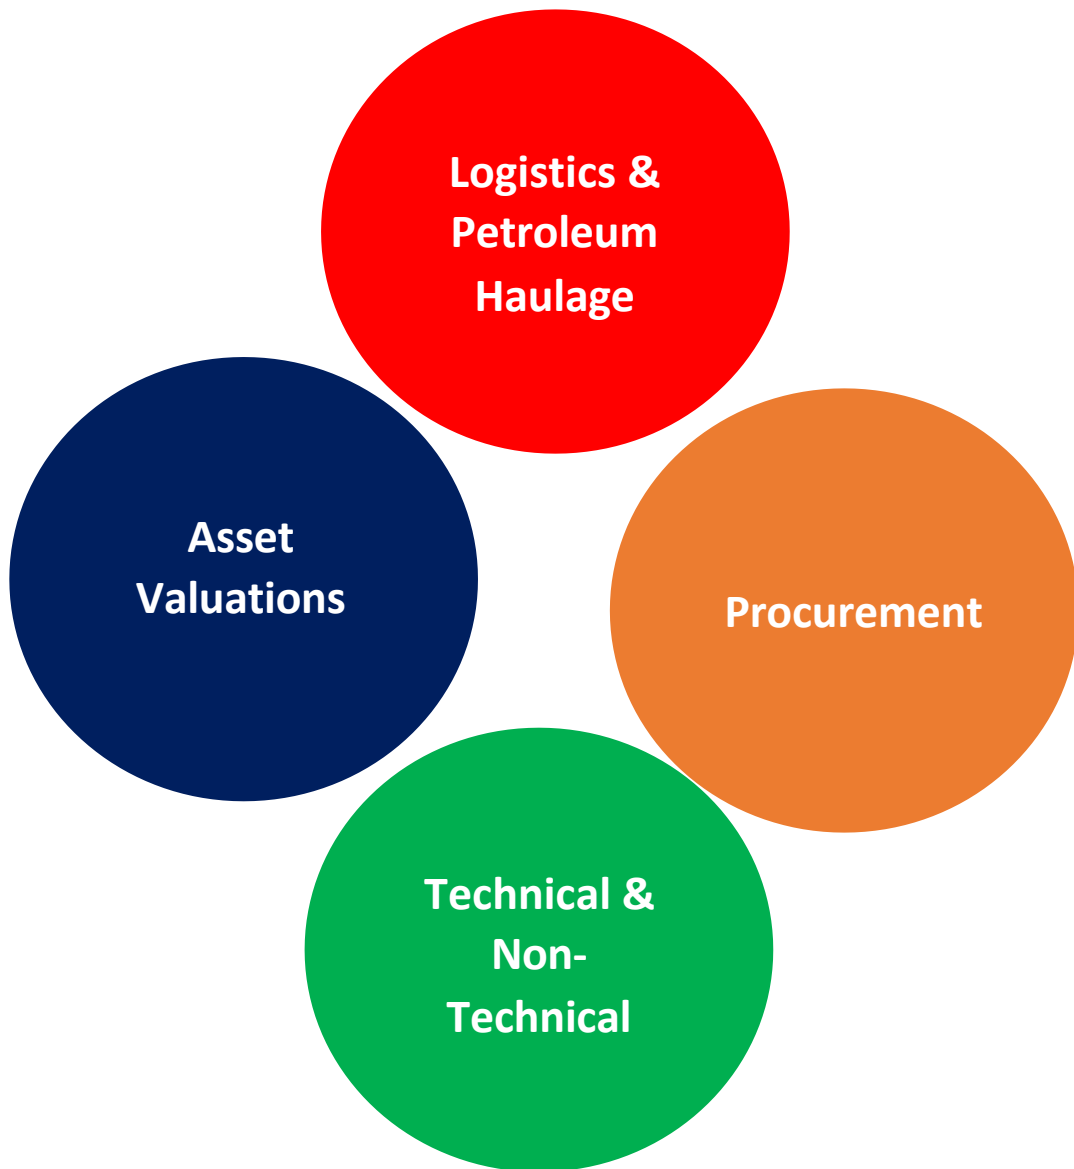 Logistics &
Petroleum
Haulage
Asset
Valuations
Procurement
Technical &
Non-
Technical